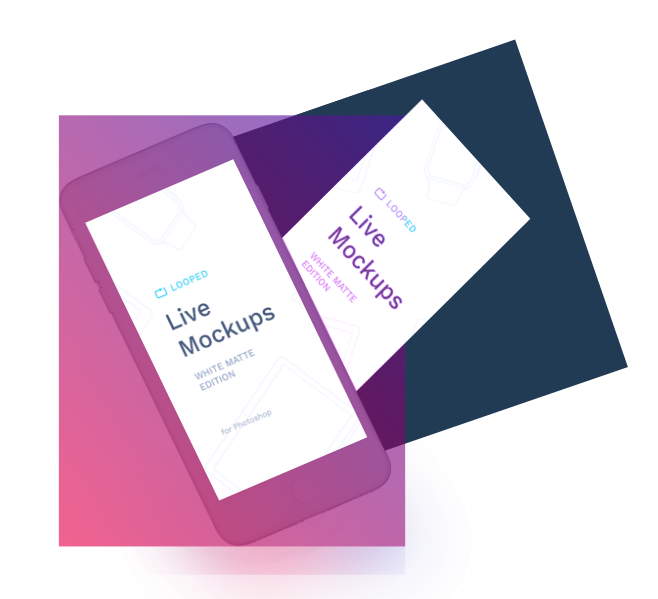 LOOPED
Live
Mockups
WHITE MATTE
EDITION
for Photoshop
LOOPED
Live
Mockups
WHITE MATTE
EDITION